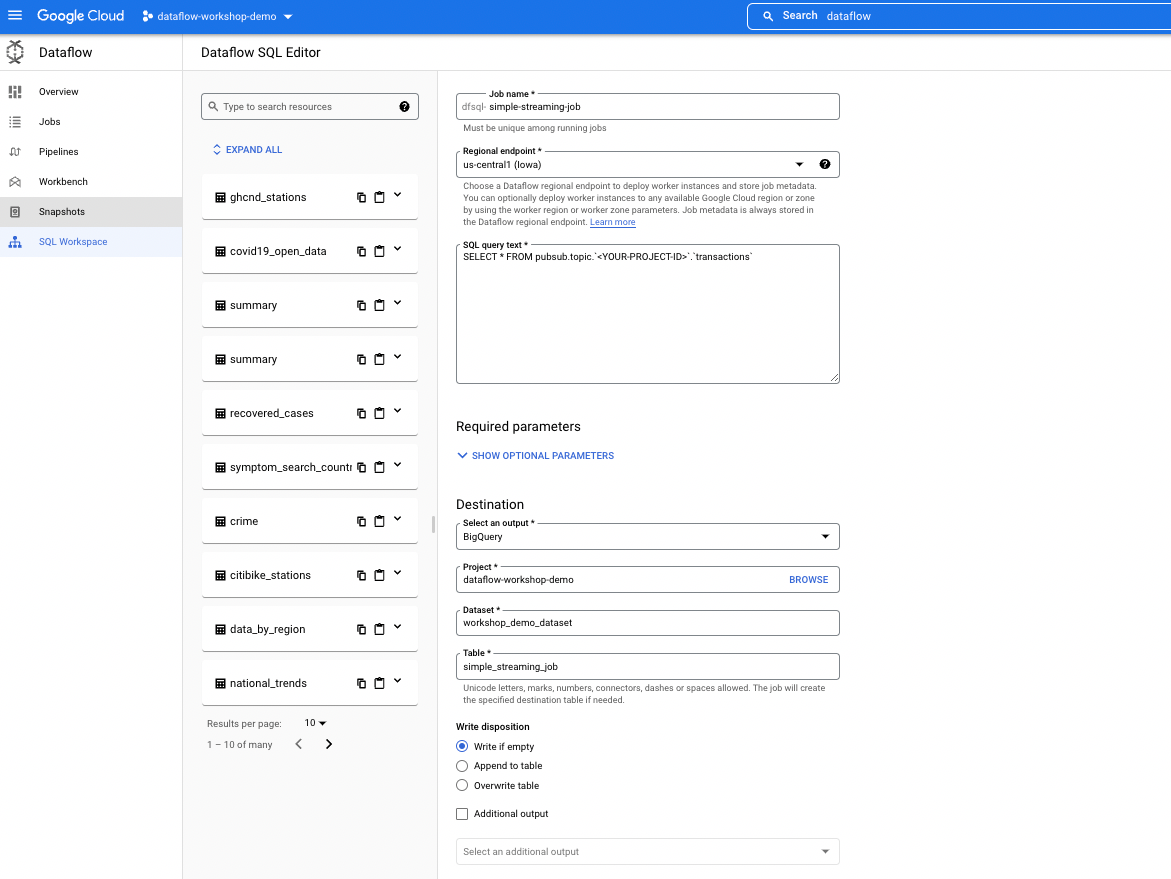 Google Cloud
dataflow-workshop-demo
Search dataflow
Dataflow
Dataflow SQL Editor
Overview
Jobs
Pipelines
Workbench
Snapshots
SQL Workspace
Type to search resources
EXPAND ALL
ghcnd_stations
covid19_open_data
summary
summary
recovered_cases
symptom_search_countr
crime
citibike_stations
data_by_region
national_trends
Results per page: 10
1 – 10 of many
Job name *
dfsql- simple-streaming-job
Must be unique among running jobs
Regional endpoint *
us-central1 (Iowa)
Choose a Dataflow regional endpoint to deploy worker instances and store job metadata.
You can optionally deploy worker instances to any available Google Cloud region or zone
by using the worker region or worker zone parameters. Job metadata is always stored in
the Dataflow regional endpoint. Learn more
SQL query text *
SELECT * FROM pubsub.topic.`<YOUR-PROJECT-ID>`.`transactions`
Required parameters
SHOW OPTIONAL PARAMETERS
Destination
Select an output *
BigQuery
Project *
dataflow-workshop-demo BROWSE
Dataset *
workshop_demo_dataset
Table *
simple_streaming_job
Unicode letters, marks, numbers, connectors, dashes or spaces allowed. The job will create
the specified destination table if needed.
Write disposition
Write if empty
Append to table
Overwrite table
Additional output
Select an additional output